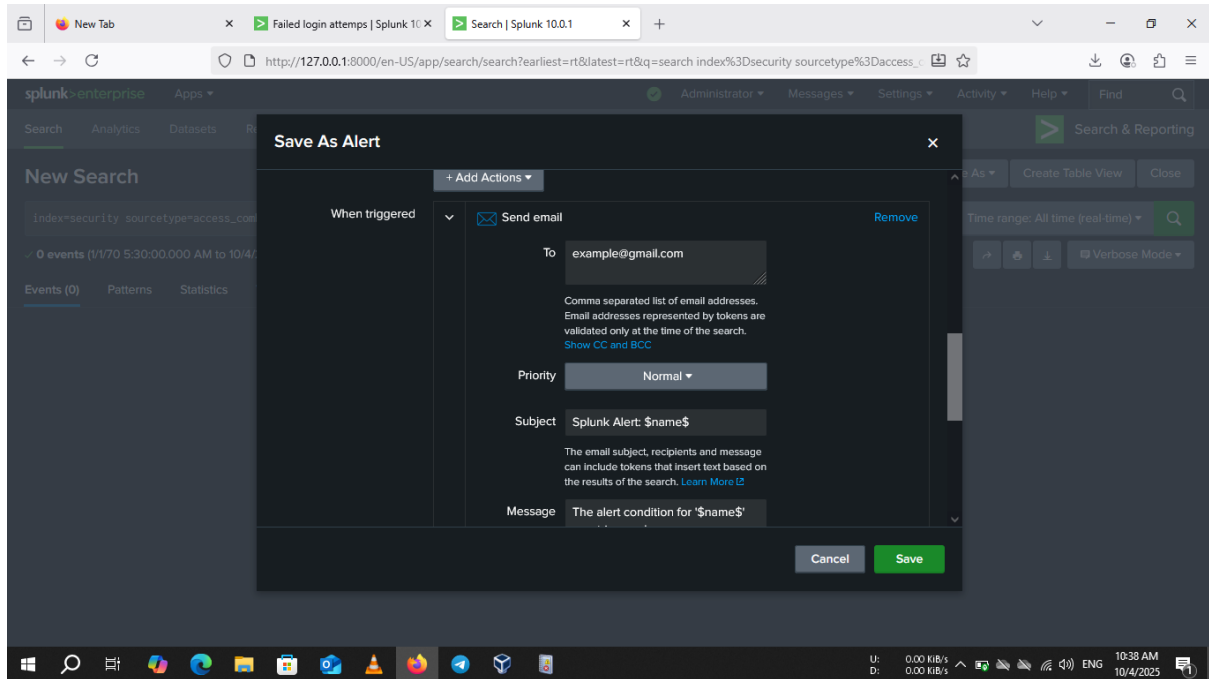 New Tab
Failed login attemps | Splunk 10
Search | Splunk 10.0.1
http://127.0.0.1:8000/en-US/app/search/search?earliest=rt&latest=rt&q=search index%3Dsecurity sourcetype%3Daccess_c
splunk>enterprise Apps Administrator Messages Settings Activity Help Find
Search Analytics Datasets Search & Reporting
Save As Alert
New Search
Create Table View Close
+ Add Actions
index=security sourcetype=access_com
Time range: All time (real-time)
When triggered
Send email
Remove
0 events (1/1/70 5:30:00.000 AM to 10/4/
Verbose Mode
To
example@gmail.com
Events (0) Patterns Statistics
Comma separated list of email addresses.
Email addresses represented by tokens are
validated only at the time of the search.
Show CC and BCC
Priority
Normal
Subject
Splunk Alert: $name$
The email subject, recipients and message
can include tokens that insert text based on
the results of the search. Learn More
Message
The alert condition for '$name$'
Cancel Save
U: 0.00 KiB/s
D: 0.00 KiB/s
ENG
10:38 AM
10/4/2025
1